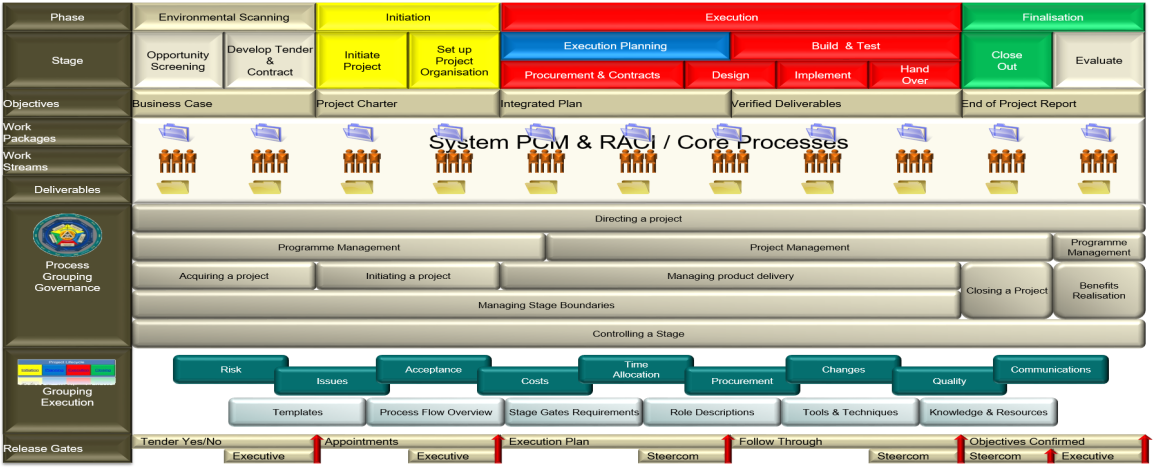 Phase
Environmental Scanning
Initiation
Execution
Finalisation
Stage
Opportunity
Screening
Develop Tender
&
Contract
Initiate
Project
Set up
Project
Organisation
Execution Planning
Build & Test
Procurement & Contracts
Design
Implement
Hand
Over
Close
Out
Evaluate
Objectives
Business Case
Project Charter
Integrated Plan
Verified Deliverables
End of Project Report
Work
Packages
System PCM & RACI / Core Processes
Work
Streams
Deliverables
Directing a project
Process
Grouping
Governance
Programme Management
Project Management
Programme
Management
Acquiring a project
Initiating a project
Managing product delivery
Closing a Project
Benefits
Realisation
Managing Stage Boundaries
Controlling a Stage
Project Lifecycle
Initiation
Closing
Grouping
Execution
Risk
Issues
Acceptance
Costs
Time
Allocation
Procurement
Changes
Quality
Communications
Templates
Process Flow Overview
Stage Gates Requirements
Role Descriptions
Tools & Techniques
Knowledge & Resources
Release Gates
Tender Yes/No
Appointments
Execution Plan
Follow Through
Objectives Confirmed
Executive
Executive
Steercom
Steercom
Steercom
Executive